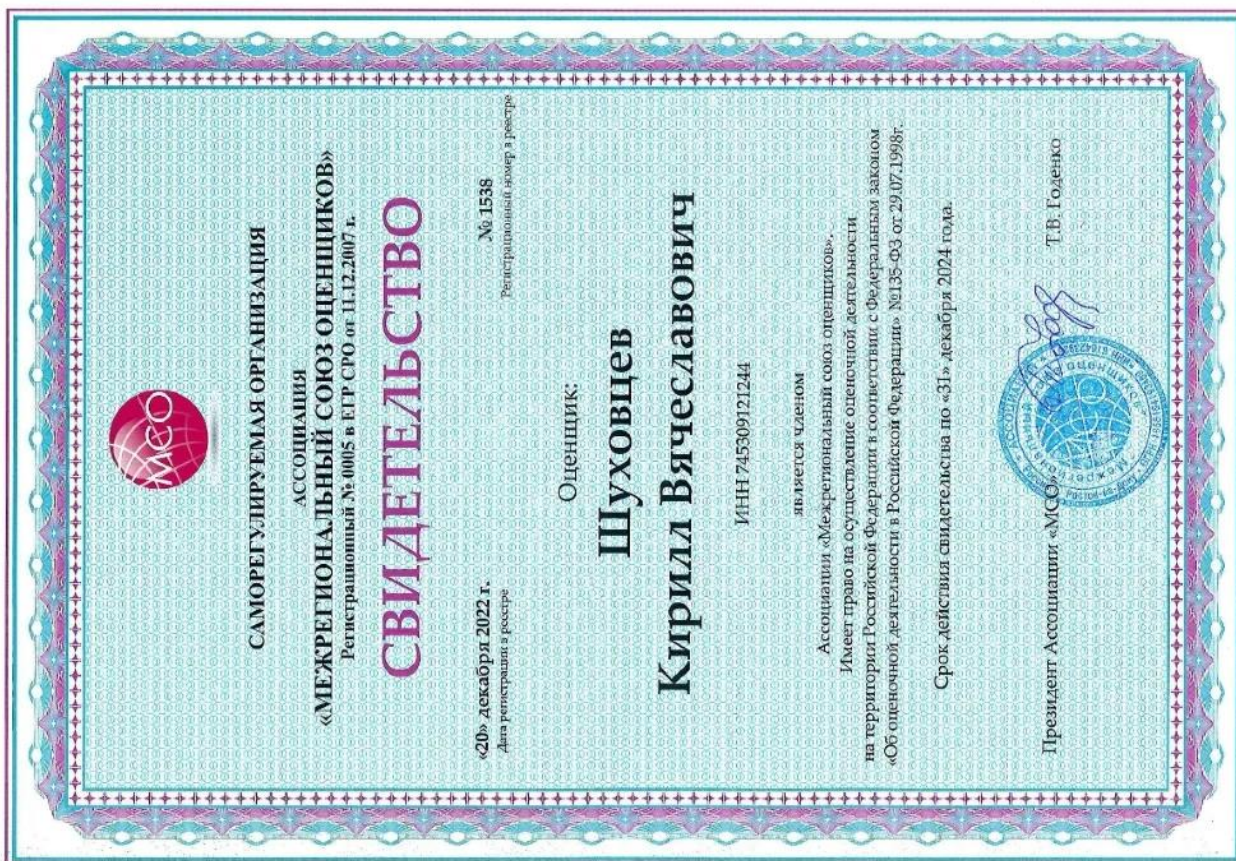 МСО
САМОРЕГУЛИРУЕМАЯ ОРГАНИЗАЦИЯ
АССОЦИАЦИЯ
«МЕЖРЕГИОНАЛЬНЫЙ СОЮЗ ОЦЕНЩИКОВ»
Регистрационный № 0005 в ЕГР СРО от 11.12.2007 г.
СВИДЕТЕЛЬСТВО
«20» декабря 2022 г. № 1538
Дата регистрации в реестре Регистрационный номер в реестре
Оценщик:
Шуховцев
Кирилл Вячеславович
ИНН 745309121244
является членом
Ассоциации «Межрегиональный союз оценщиков».
Имеет право на осуществление оценочной деятельности
на территории Российской Федерации в соответствии с Федеральным законом
«Об оценочной деятельности в Российской Федерации» №135-ФЗ от 29.07.1998г.
Срок действия свидетельства по «31» декабря 2024 года.
Президент Ассоциации «МСО» Т.В. Годенко